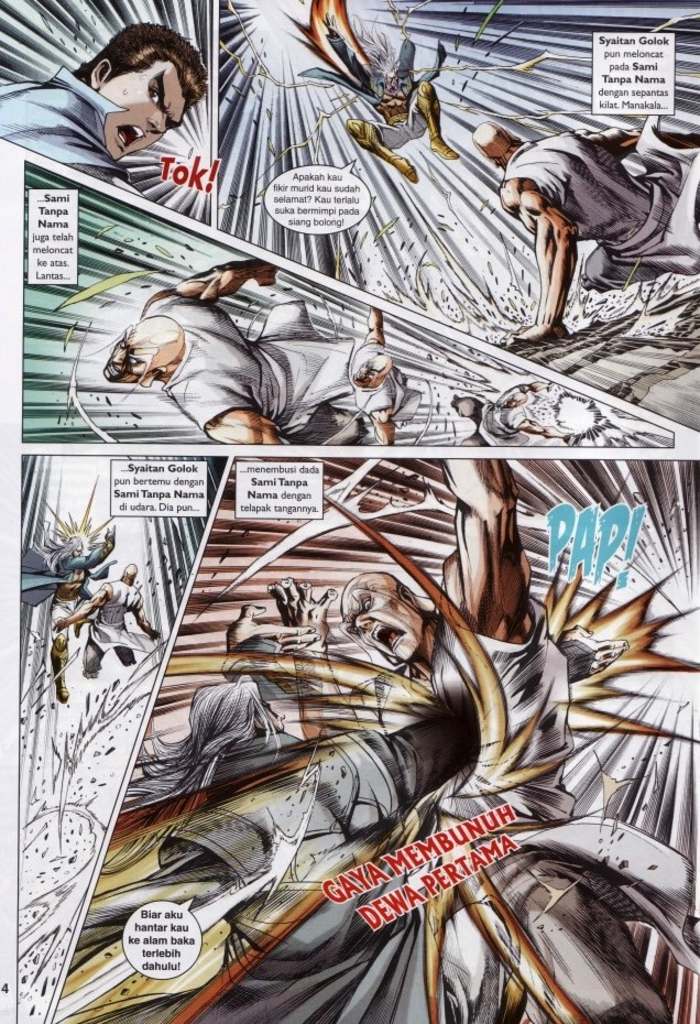 Tok!
Apakah kau
fikir murid kau sudah
selamat? Kau terlalu
suka bermimpi pada
siang bolong!
Syaitan Golok
pun meloncat
pada Sami
Tanpa Nama
dengan sepantas
kilat. Manakala...
...Sami
Tanpa
Nama
juga telah
meloncat
ke atas.
Lantas...
...Syaitan Golok
pun bertemu dengan
Sami Tanpa Nama
di udara. Dia pun...
...menembusi dada
Sami Tanpa
Nama dengan
telapak tangannya.
PAP!
GAYA MEMBUNUH
DEWA PERTAMA
Biar aku
hantar kau
ke alam baka
terlebih
dahulu!
4